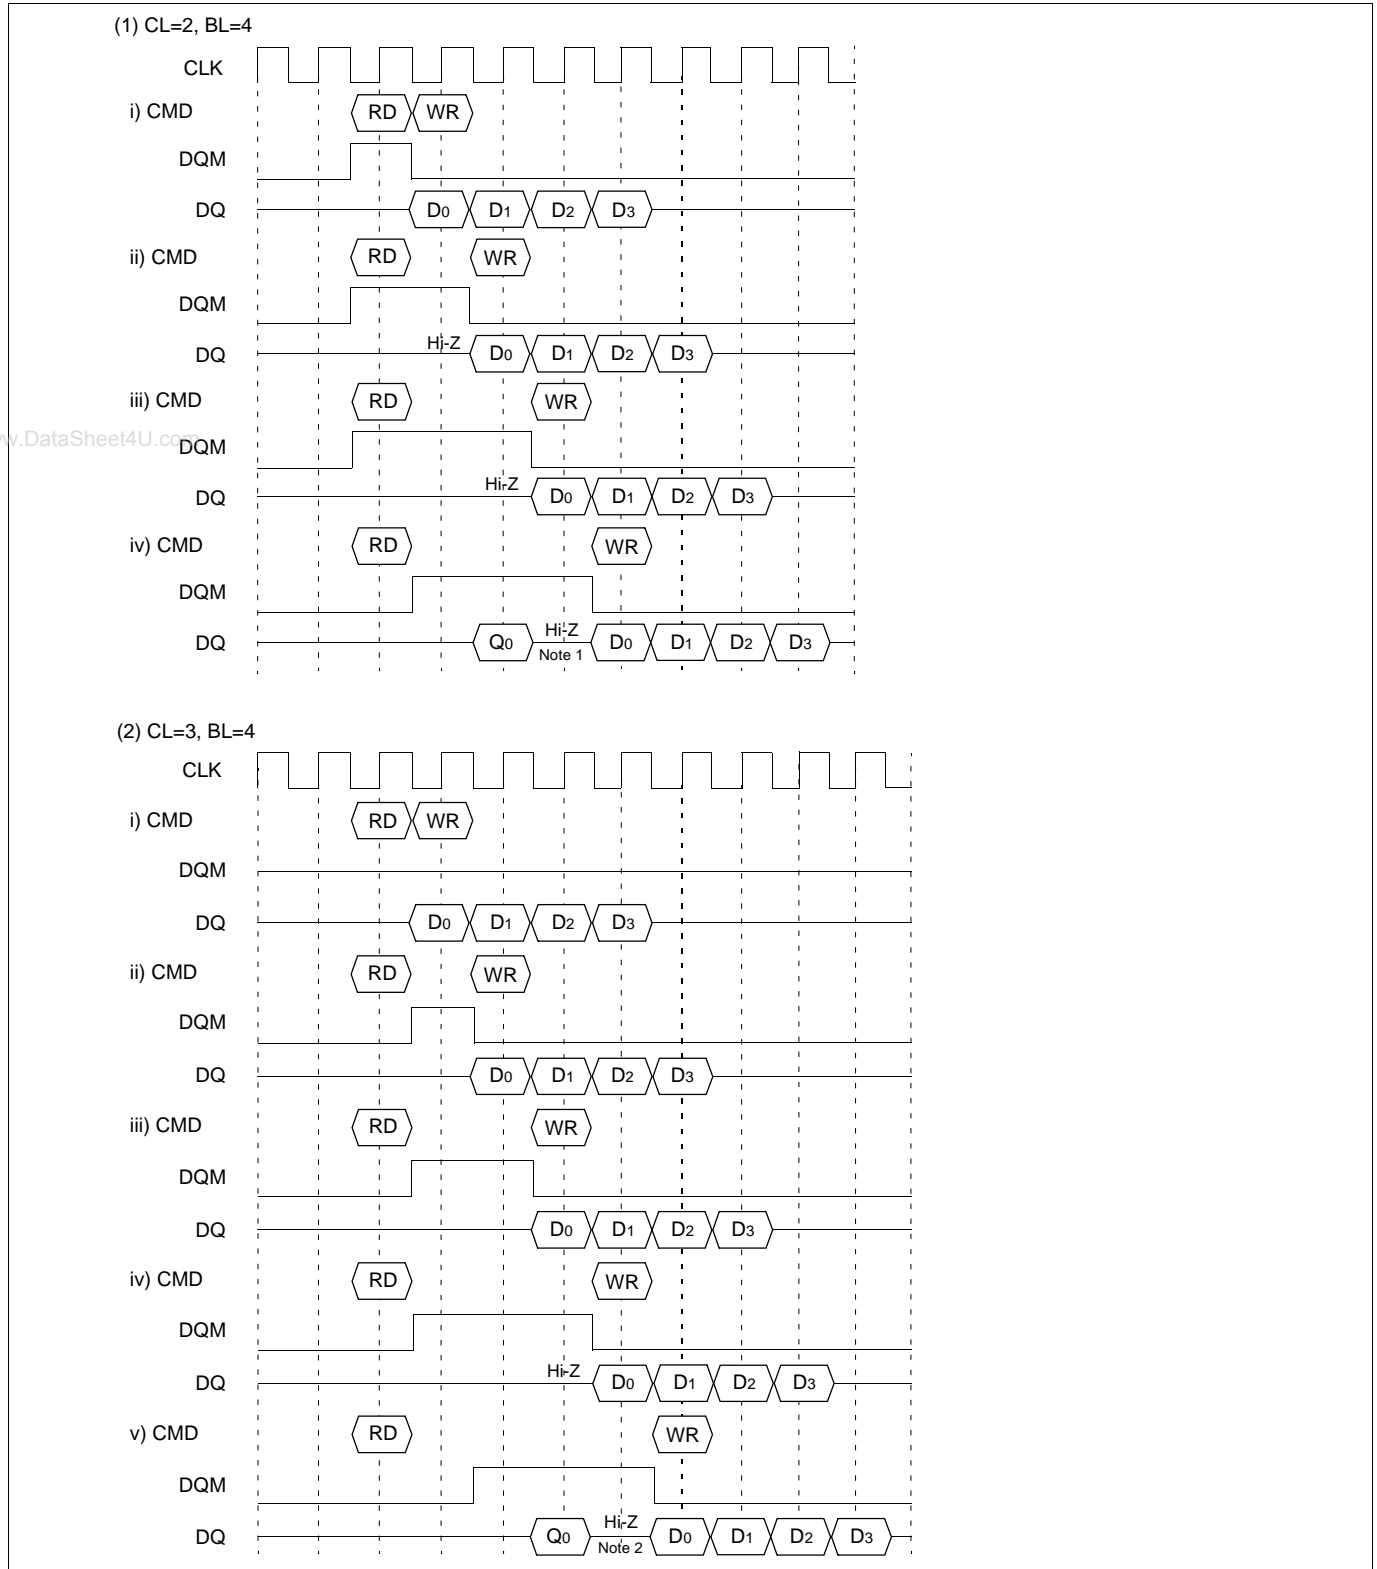 (1) CL=2, BL=4
CLK
i) CMD RD WR
DQM
DQ D0 D1 D2 D3
ii) CMD RD WR
DQM
DQ Hi-Z D0 D1 D2 D3
iii) CMD RD WR
w.DataSheet4U.com
DQM
DQ Hi-Z D0 D1 D2 D3
iv) CMD RD WR
DQM
DQ Q0 Hi-Z D0 D1 D2 D3
Note 1
(2) CL=3, BL=4
CLK
i) CMD RD WR
DQM
DQ D0 D1 D2 D3
ii) CMD RD WR
DQM
DQ D0 D1 D2 D3
iii) CMD RD WR
DQM
DQ D0 D1 D2 D3
iv) CMD RD WR
DQM
DQ Hi-Z D0 D1 D2 D3
v) CMD RD WR
DQM
DQ Q0 Hi-Z D0 D1 D2 D3
Note 2